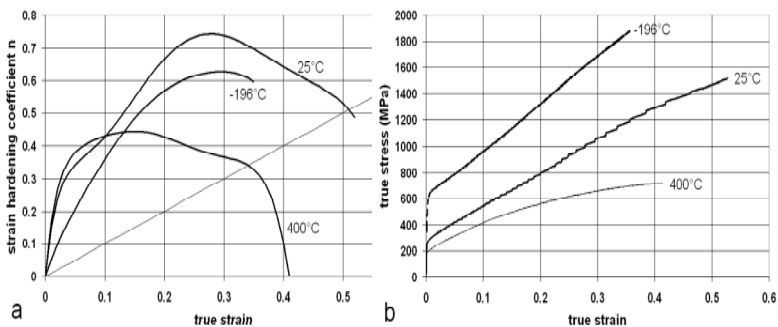 strain hardening coefficient n
0.8
0.7
0.6
0.5
0.4
0.3
0.2
0.1
0
25°C
-196°C
400°C
0 0.1 0.2 0.3 0.4 0.5
true strain
a
true stress (MPa)
2000
1800
1600
1400
1200
1000
800
600
400
200
0
-196°C
25°C
400°C
0 0.1 0.2 0.3 0.4 0.5 0.6
true strain
b